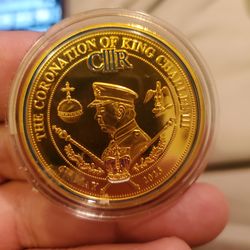 THE CORONATION OF KING CHARLES III
CIIIR
6 MAY 2023